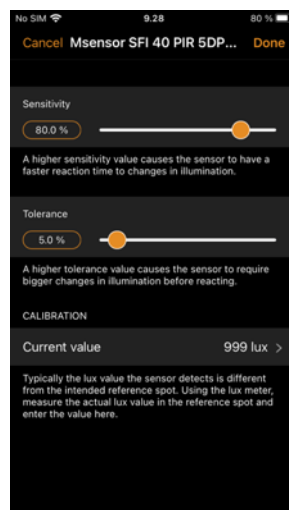 No SIM 9.28 80 %
Cancel Msensor SFI 40 PIR 5DP... Done
Sensitivity
80.0 %
A higher sensitivity value causes the sensor to have a
faster reaction time to changes in illumination.
Tolerance
5.0 %
A higher tolerance value causes the sensor to require
bigger changes in illumination before reacting.
CALIBRATION
Current value 999 lux >
Typically the lux value the sensor detects is different
from the intended reference spot. Using the lux meter,
measure the actual lux value in the reference spot and
enter the value here.